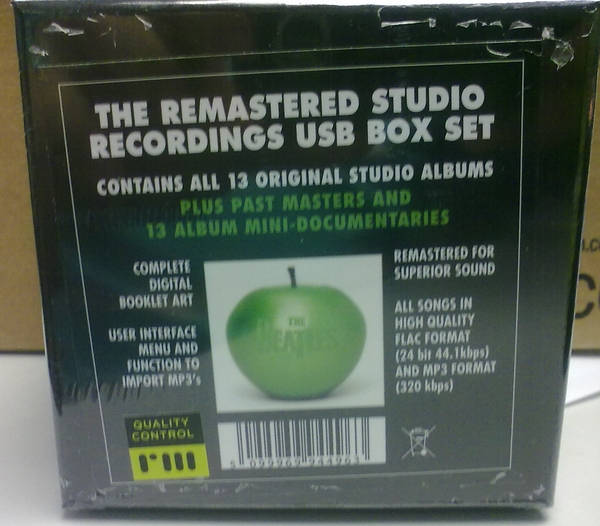 THE REMASTERED STUDIO
RECORDINGS USB BOX SET
CONTAINS ALL 13 ORIGINAL STUDIO ALBUMS
PLUS PAST MASTERS AND
13 ALBUM MINI-DOCUMENTARIES
COMPLETE
DIGITAL
BOOKLET ART
USER INTERFACE
MENU AND
FUNCTION TO
IMPORT MP3's
THE
BEATLES
REMASTERED FOR
SUPERIOR SOUND
ALL SONGS IN
HIGH QUALITY
FLAC FORMAT
(24 bit 44.1kbps)
AND MP3 FORMAT
(320 kbps)
QUALITY
CONTROL